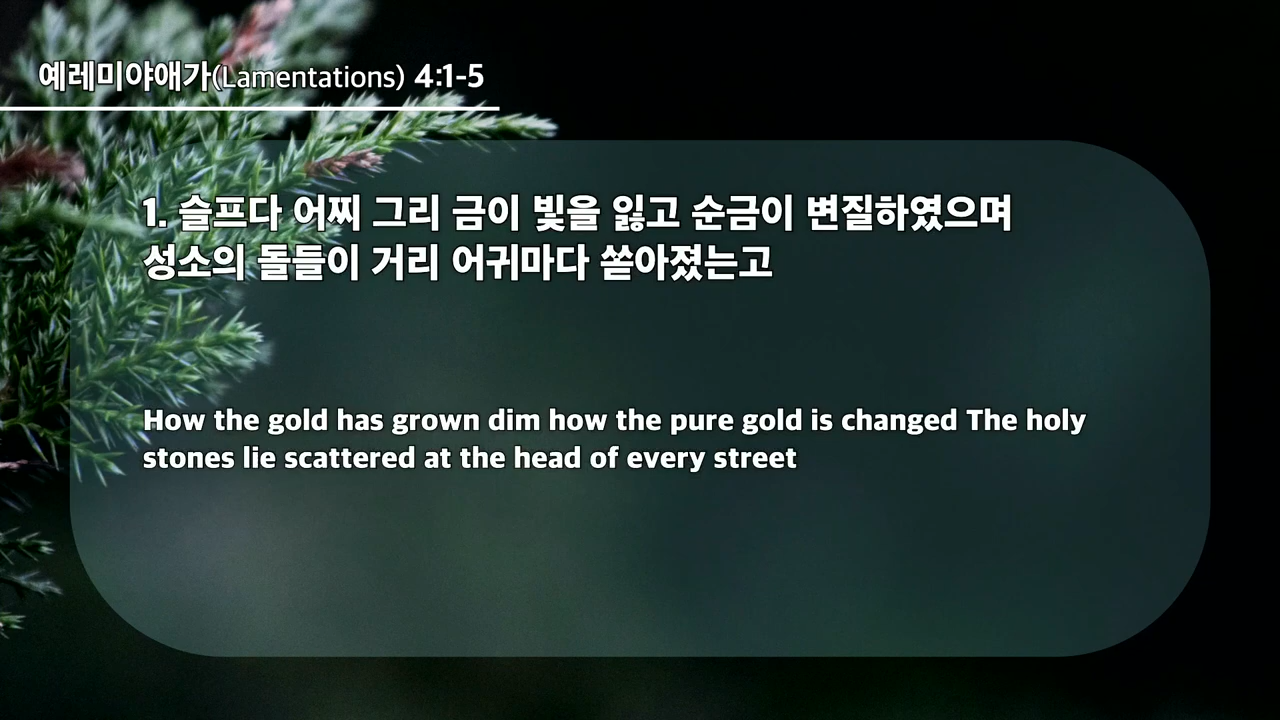 예레미야애가(Lamentations) 4:1-5
1. 슬프다 어찌 그리 금이 빛을 잃고 순금이 변질하였으며
성소의 돌들이 거리 어귀마다 쏟아졌는고
How the gold has grown dim how the pure gold is changed The holy
stones lie scattered at the head of every street